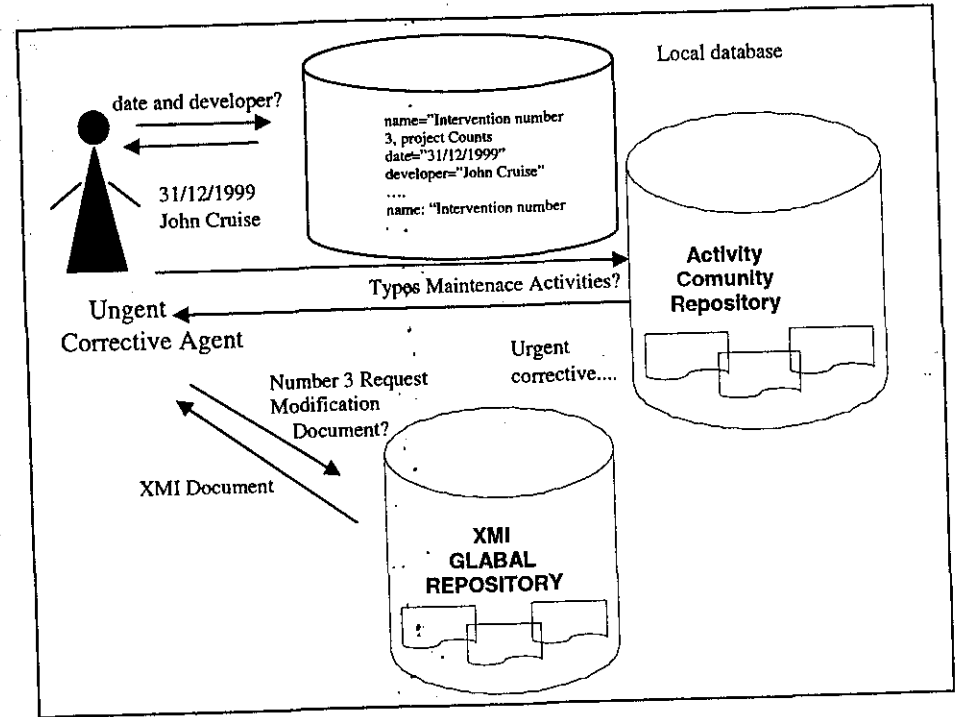 Local database
date and developer?
name="Intervention number
3, project Counts
date="31/12/1999"
developer="John Cruise"
....
name: "Intervention number
31/12/1999
John Cruise
Activity
Comunity
Repository
Types Maintenace Activities?
Ungent
Corrective Agent
Urgent
corrective....
Number 3 Request
Modification
Document?
XMI Document
XMI
GLABAL
REPOSITORY